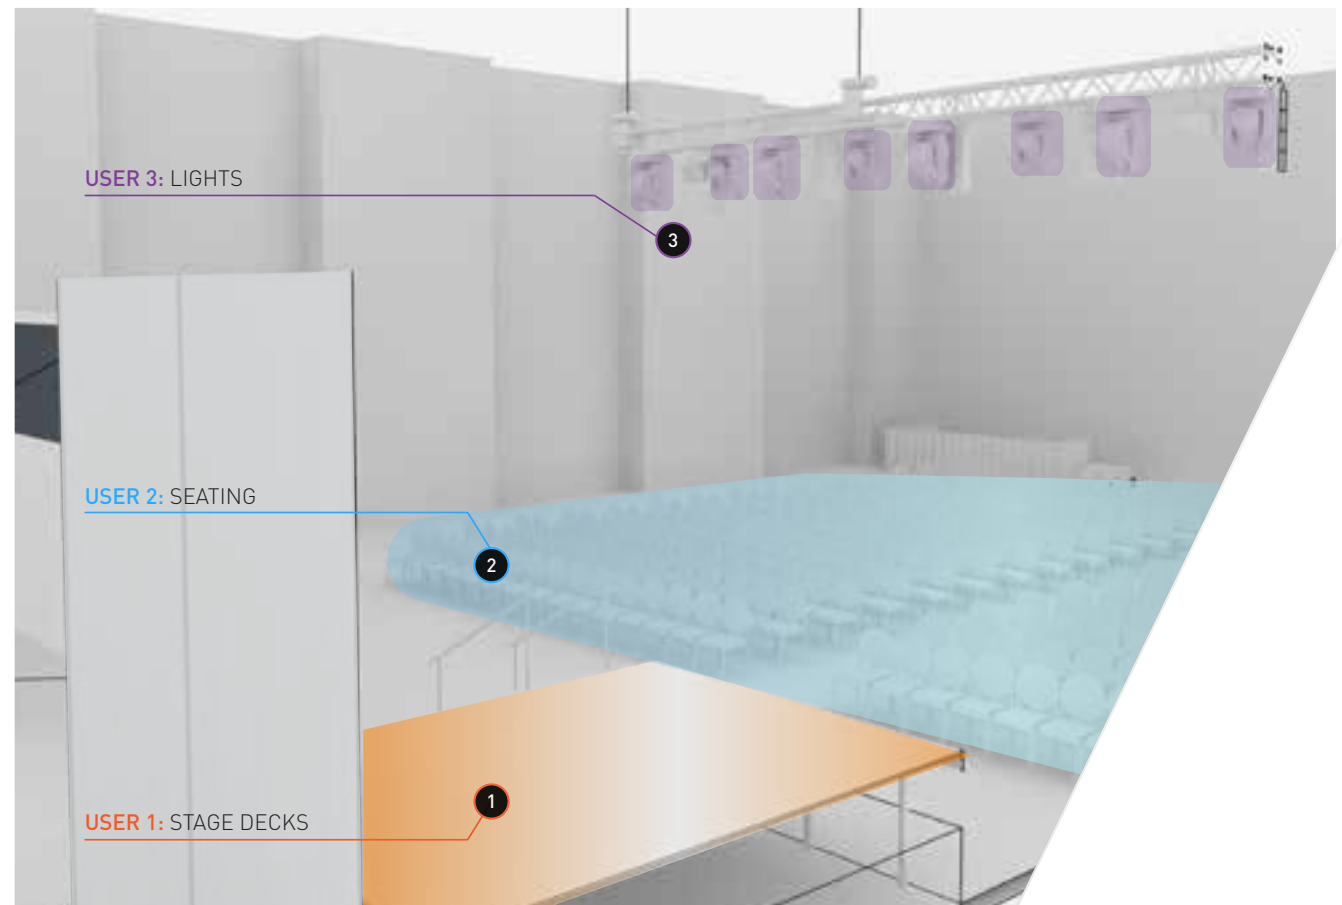 USER 3: LIGHTS
3
USER 2: SEATING
2
1
USER 1: STAGE DECKS